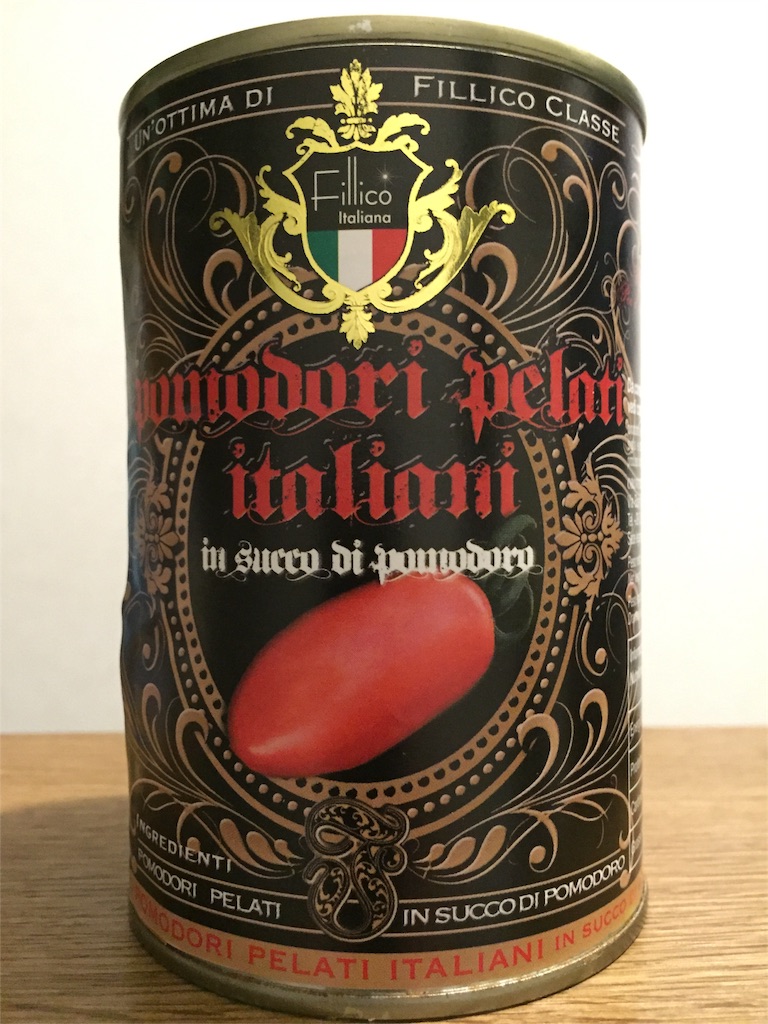 UN'OTTIMA DI FILLICO CLASSE
Fillico
Italiana
pomodori pelati
italiani
in succo di pomodoro
INGREDIENTI
POMODORI PELATI IN SUCCO DI POMODORO
POMODORI PELATI ITALIANI IN SUCCO